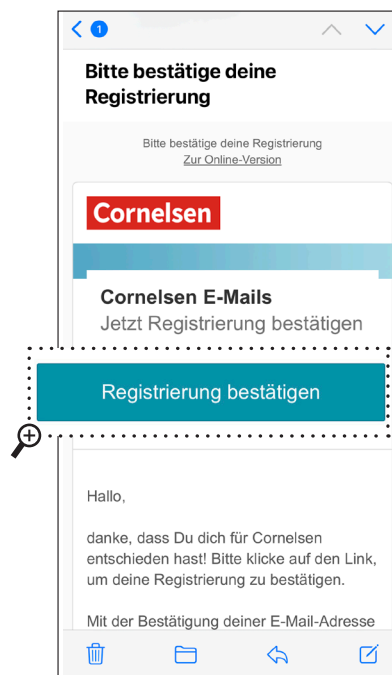 1
Bitte bestätige deine
Registrierung
Bitte bestätige deine Registrierung
Zur Online-Version
Cornelsen
Cornelsen E-Mails
Jetzt Registrierung bestätigen
Registrierung bestätigen
Hallo,
danke, dass Du dich für Cornelsen
entschieden hast! Bitte klicke auf den Link,
um deine Registrierung zu bestätigen.
Mit der Bestätigung deiner E-Mail-Adresse